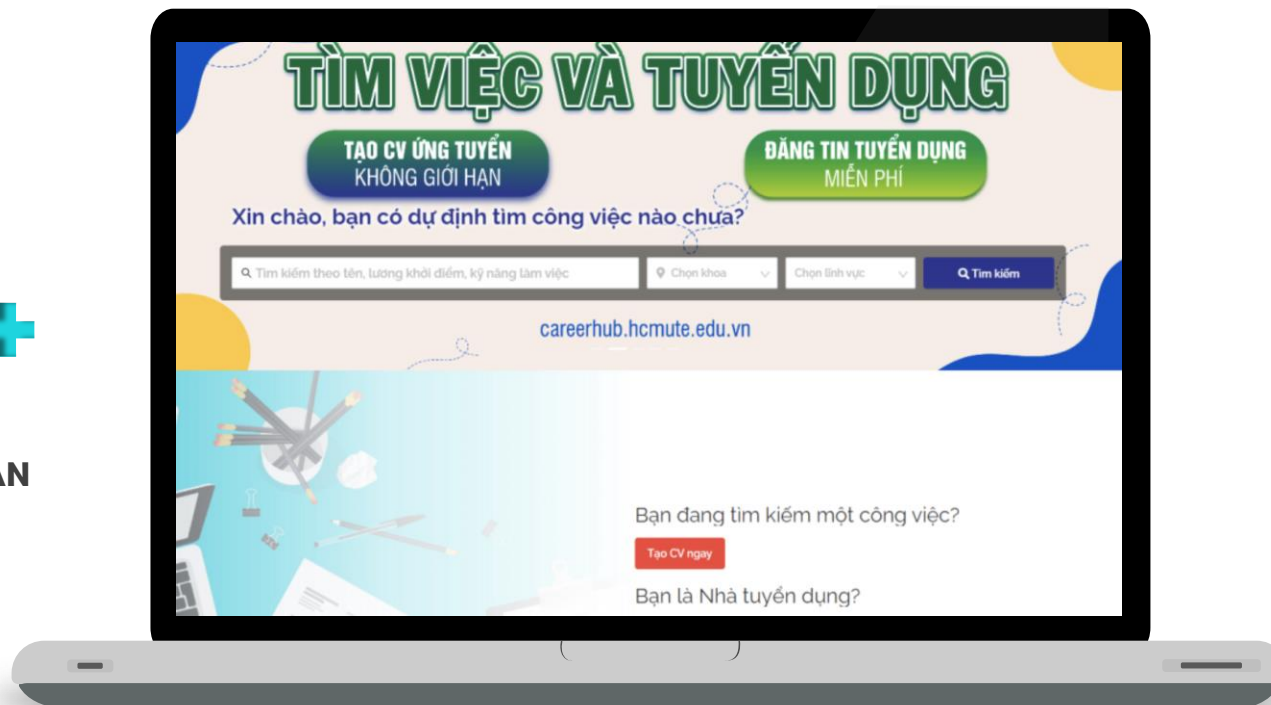 TÌM VIỆC VÀ TUYỂN DỤNG
TẠO CV ỨNG TUYỂN
KHÔNG GIỚI HẠN
ĐĂNG TIN TUYỂN DỤNG
MIỄN PHÍ
Xin chào, bạn có dự định tìm công việc nào chưa?
Tìm kiếm theo tên, lương khởi điểm, kỹ năng làm việc
Chọn khoa
Chọn lĩnh vực
Tìm kiếm
careerhub.hcmute.edu.vn
Bạn đang tìm kiếm một công việc?
Tạo CV ngay
Bạn là Nhà tuyển dụng?